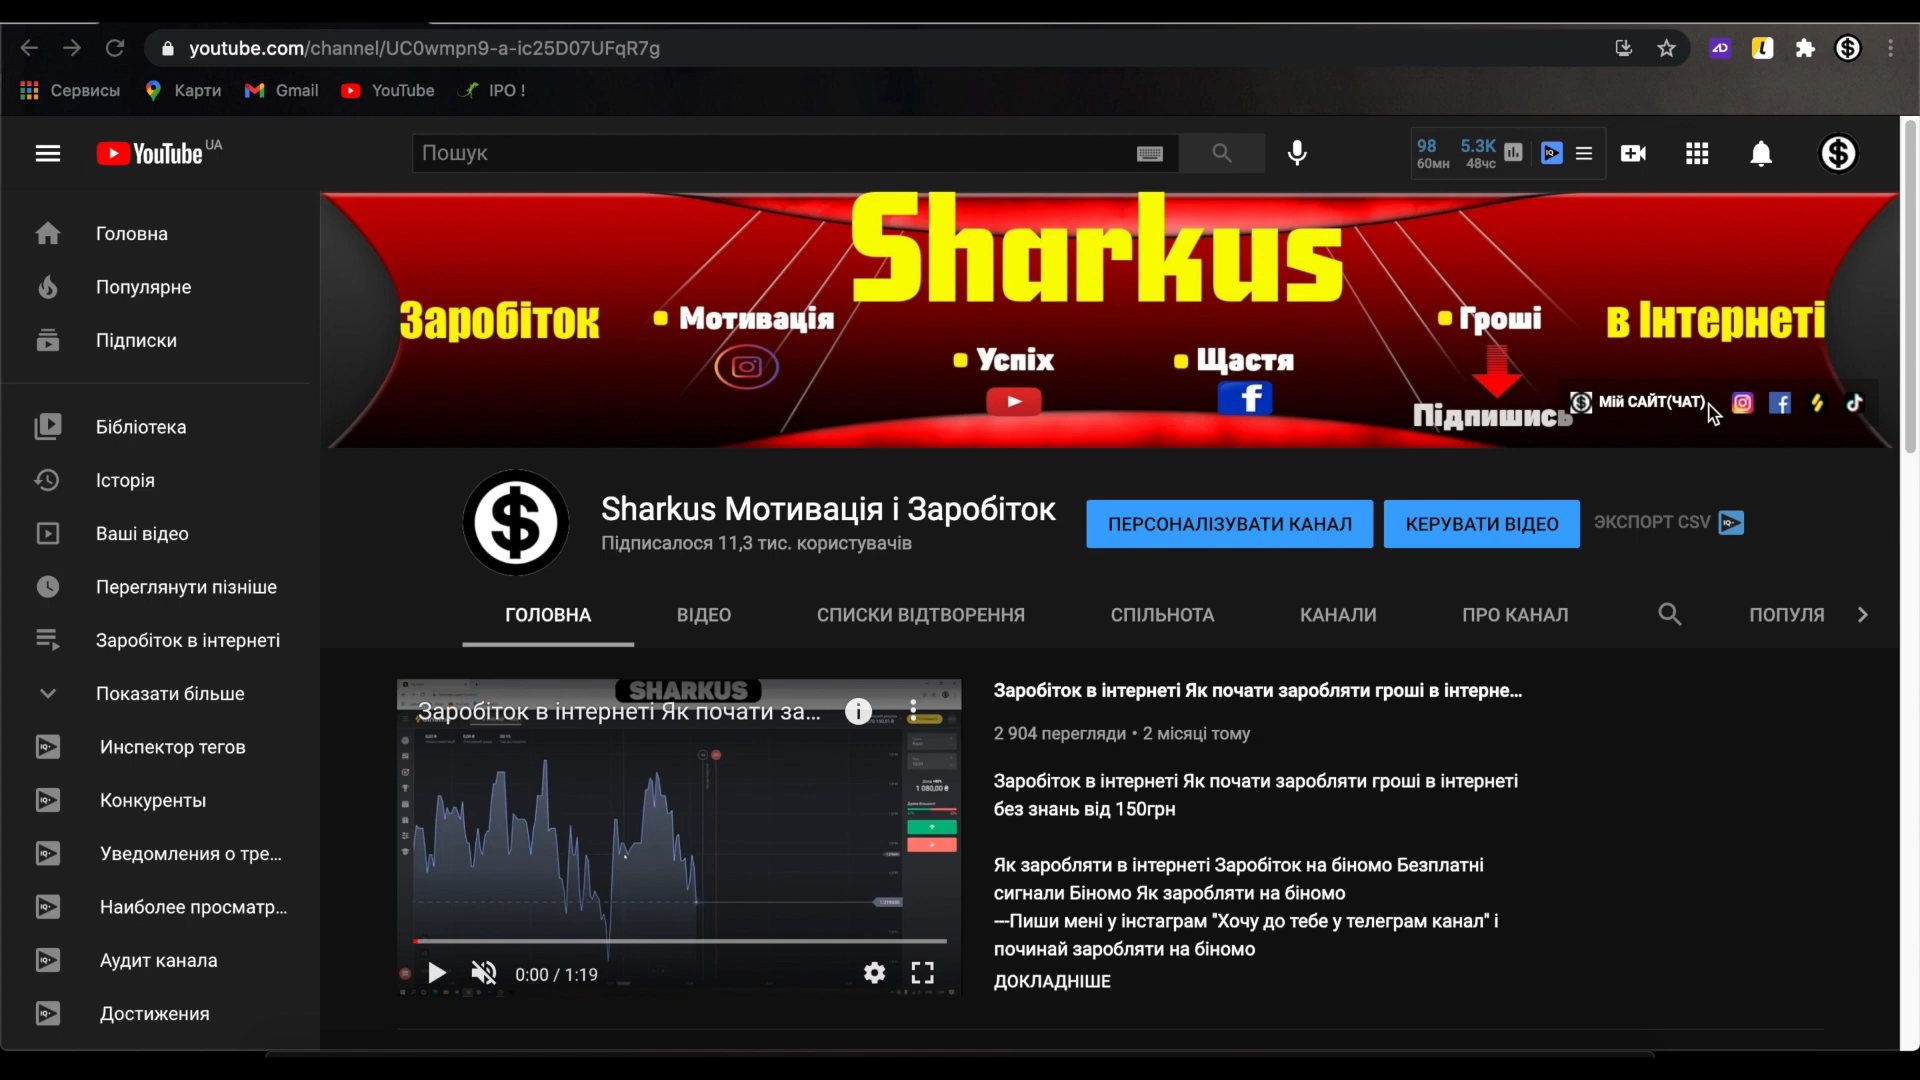 youtube.com/channel/UC0wmpn9-a-ic25D07UFqR7g
Сервисы Карти Gmail YouTube IPO !
YouTube UA
Пошук
98 5.3K
60мн 48чс
Sharkus
Заробіток
Мотивація
Гроші
в Інтернеті
Успіх
Щастя
Підпишись
Мій САЙТ(ЧАТ)
Головна
Популярне
Підписки
Бібліотека
Історія
Ваші відео
Переглянути пізніше
Заробіток в інтернеті
Показати більше
Инспектор тегов
Конкуренты
Уведомления о тре...
Наиболее просматр...
Аудит канала
Достижения
Sharkus Мотивація і Заробіток
Підписалося 11,3 тис. користувачів
ПЕРСОНАЛІЗУВАТИ КАНАЛ
КЕРУВАТИ ВІДЕО
ЭКСПОРТ CSV
ГОЛОВНА ВІДЕО СПИСКИ ВІДТВОРЕННЯ СПІЛЬНОТА КАНАЛИ ПРО КАНАЛ ПОПУЛЯ
SHARKUS
Заробіток в інтернеті Як почати за...
1 080,00 ₴
0:00 / 1:19
Заробіток в інтернеті Як почати заробляти гроші в інтерне...
2 904 перегляди • 2 місяці тому
Заробіток в інтернеті Як почати заробляти гроші в інтернеті
без знань від 150грн
Як заробляти в інтернеті Заробіток на біномо Безплатні
сигнали Біномо Як заробляти на біномо
---Пиши мені у інстаграм "Хочу до тебе у телеграм канал" і
починай заробляти на біномо
ДОКЛАДНІШЕ